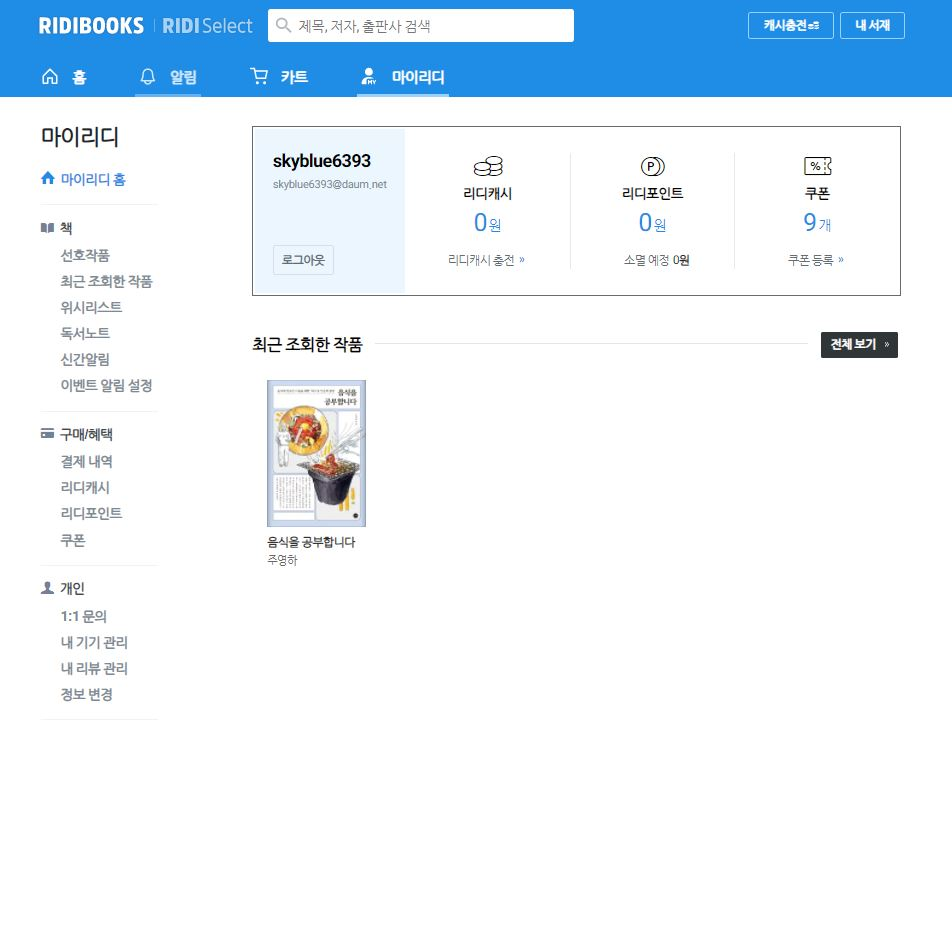 RIDIBOOKS RIDI Select 제목, 저자, 출판사 검색 캐시충전 내 서재
홈 알림 카트 마이리디
마이리디
마이리디 홈
책
선호작품
최근 조회한 작품
위시리스트
독서노트
신간알림
이벤트 알림 설정
구매/혜택
결제 내역
리디캐시
리디포인트
쿠폰
개인
1:1 문의
내 기기 관리
내 리뷰 관리
정보 변경
skyblue6393
skyblue6393@daum.net
로그아웃
리디캐시
0원
리디캐시 충전 »
리디포인트
0원
소멸 예정 0원
쿠폰
9개
쿠폰 등록 »
최근 조회한 작품 전체 보기 »
음식을
공부합니다
음식을 공부합니다
주영하